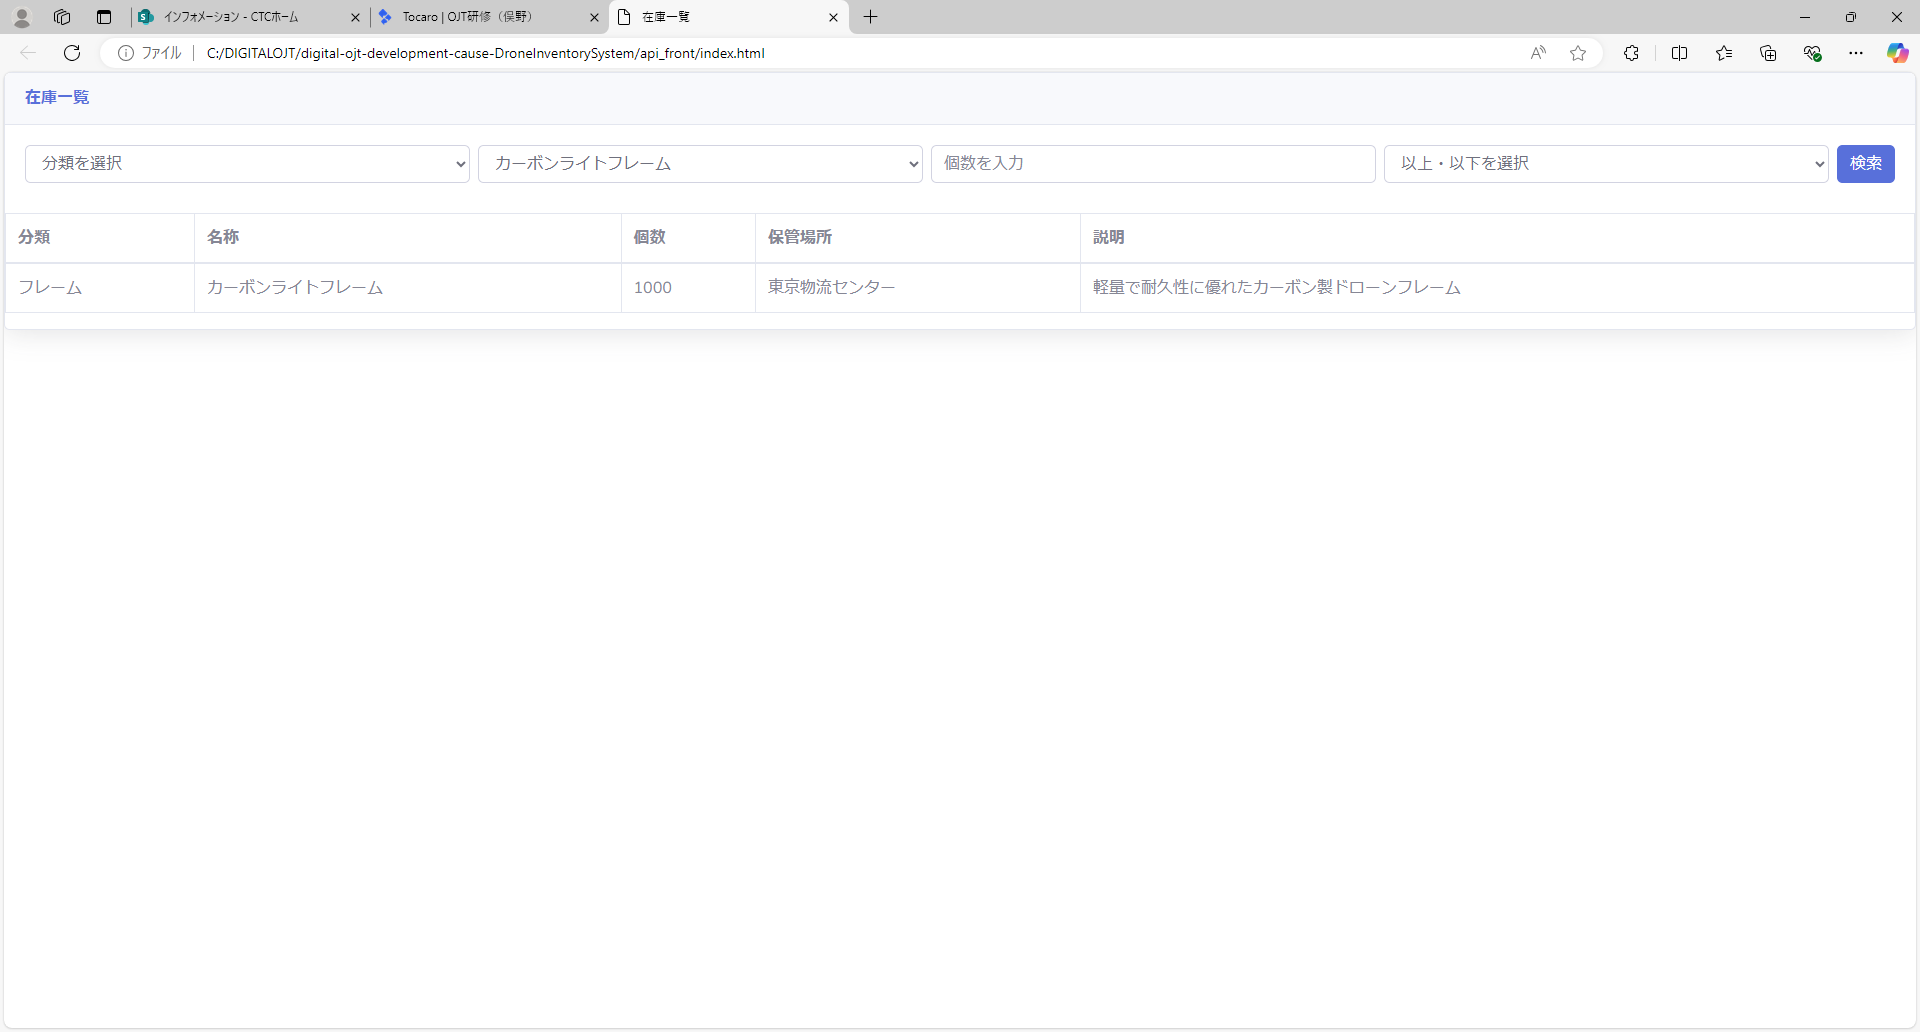 インフォメーション - CTCホーム
Tocaro | OJT研修（俣野）
在庫一覧
ファイル
C:/DIGITALOJT/digital-ojt-development-cause-DroneInventorySystem/api_front/index.html
在庫一覧
分類を選択
カーボンライトフレーム
個数を入力
以上・以下を選択
検索
分類 名称 個数 保管場所 説明
フレーム カーボンライトフレーム 1000 東京物流センター 軽量で耐久性に優れたカーボン製ドローンフレーム